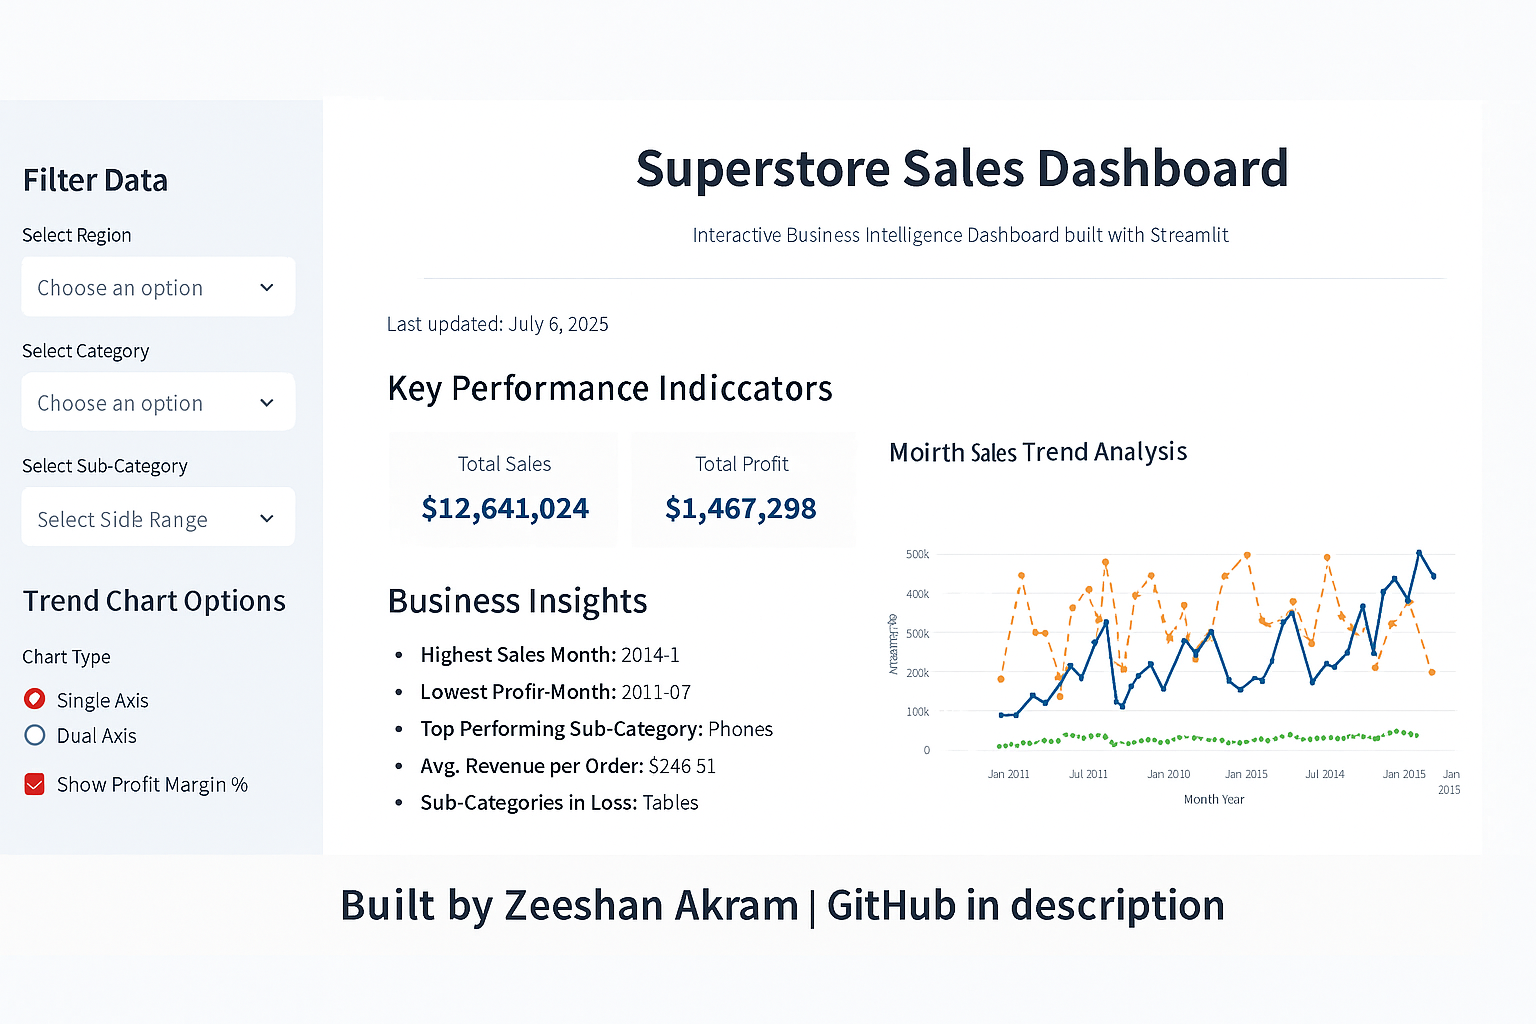 Filter Data
Select Region
Choose an option
Select Category
Choose an option
Select Sub-Category
Select Sidle Range
Trend Chart Options
Chart Type
Single Axis
Dual Axis
Show Profit Margin %
Superstore Sales Dashboard
Interactive Business Intelligence Dashboard built with Streamlit
Last updated: July 6, 2025
Key Performance Indiccators
Total Sales
$12,641,024
Total Profit
$1,467,298
Business Insights
• Highest Sales Month: 2014-1
• Lowest Profir-Month: 2011-07
• Top Performing Sub-Category: Phones
• Avg. Revenue per Order: $246 51
• Sub-Categories in Loss: Tables
Moirth Sales Trend Analysis
500k
400k
500k
200k
100k
0
Jan 2011 Jul 2011 Jan 2010 Jan 2015 Jul 2014 Jan 2015 Jan 2015
Month Year
Built by Zeeshan Akram | GitHub in description